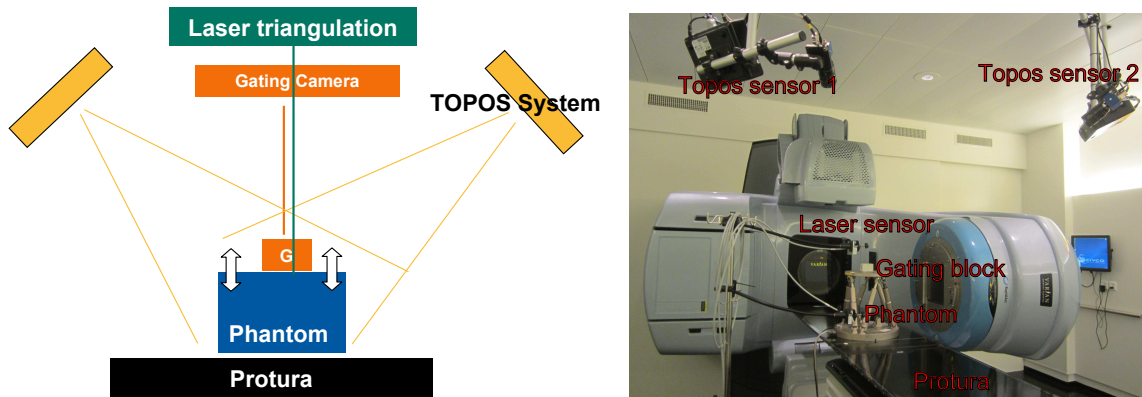 Laser triangulation
Gating Camera
TOPOS System
G
Phantom
Protura
Topos sensor 1
Topos sensor 2
Laser sensor
Gating block
Phantom
Protura